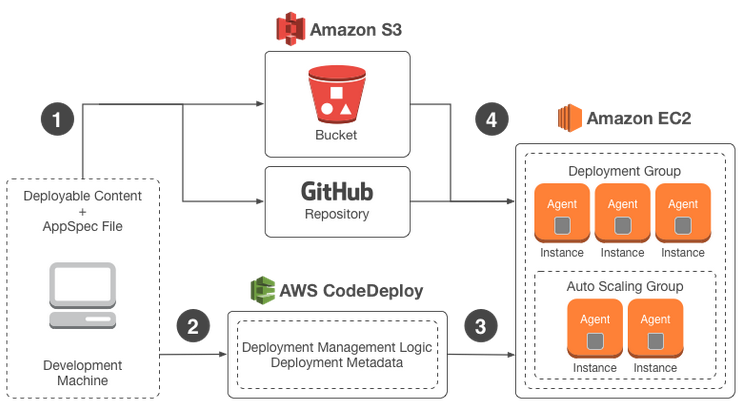 Amazon S3
1
Bucket
4
Amazon EC2
GitHub
Repository
Deployable Content
+
AppSpec File
Development
Machine
AWS CodeDeploy
2
Deployment Management Logic
Deployment Metadata
3
Deployment Group
Agent Agent Agent
Instance Instance Instance
Auto Scaling Group
Agent Agent
Instance Instance